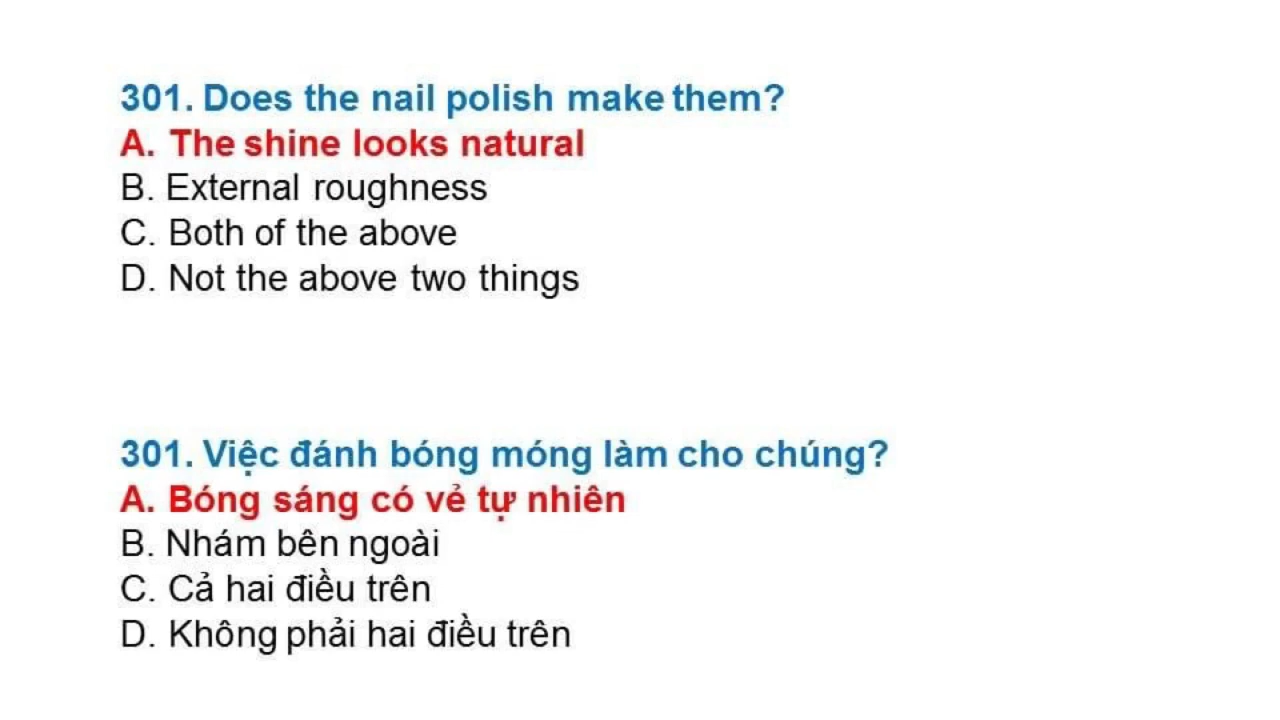 301. Does the nail polish make them?
A. The shine looks natural
B. External roughness
C. Both of the above
D. Not the above two things
301. Việc đánh bóng móng làm cho chúng?
A. Bóng sáng có vẻ tự nhiên
B. Nhám bên ngoài
C. Cả hai điều trên
D. Không phải hai điều trên